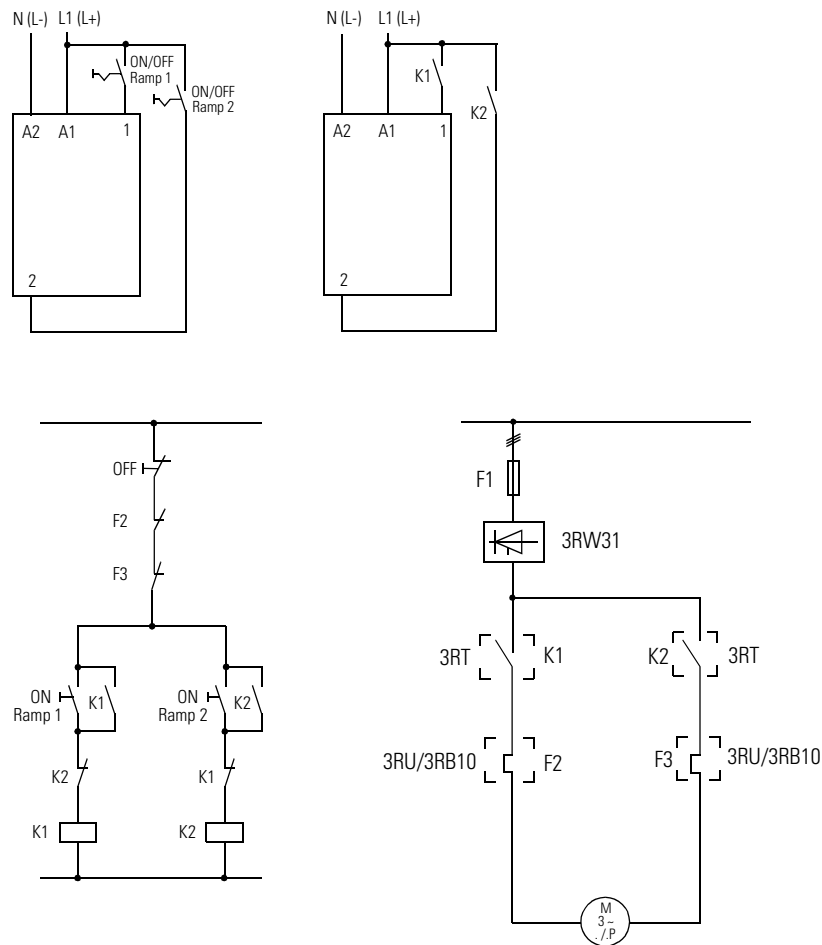 N (L-) L1 (L+)
ON/OFF
Ramp 1
ON/OFF
Ramp 2
A2 A1 1
2
N (L-) L1 (L+)
K1
K2
A2 A1 1
2
OFF
F2
F3
ON
Ramp 1
K1
ON
Ramp 2
K2
K2
K1
K1
K2
F1
3RW31
3RT K1
K2 3RT
3RU/3RB10 F2
F3 3RU/3RB10
M
3 ~
. /.P